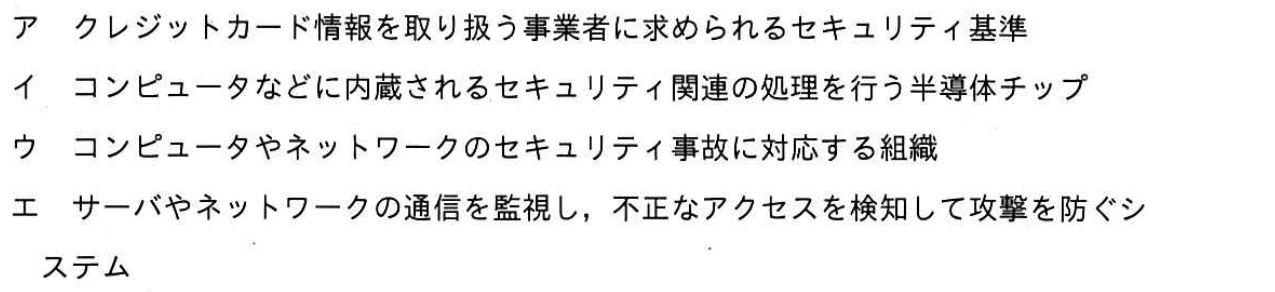 ア　クレジットカード情報を取り扱う事業者に求められるセキュリティ基準
イ　コンピュータなどに内蔵されるセキュリティ関連の処理を行う半導体チップ
ウ　コンピュータやネットワークのセキュリティ事故に対応する組織
エ　サーバやネットワークの通信を監視し，不正なアクセスを検知して攻撃を防ぐシ
ステム